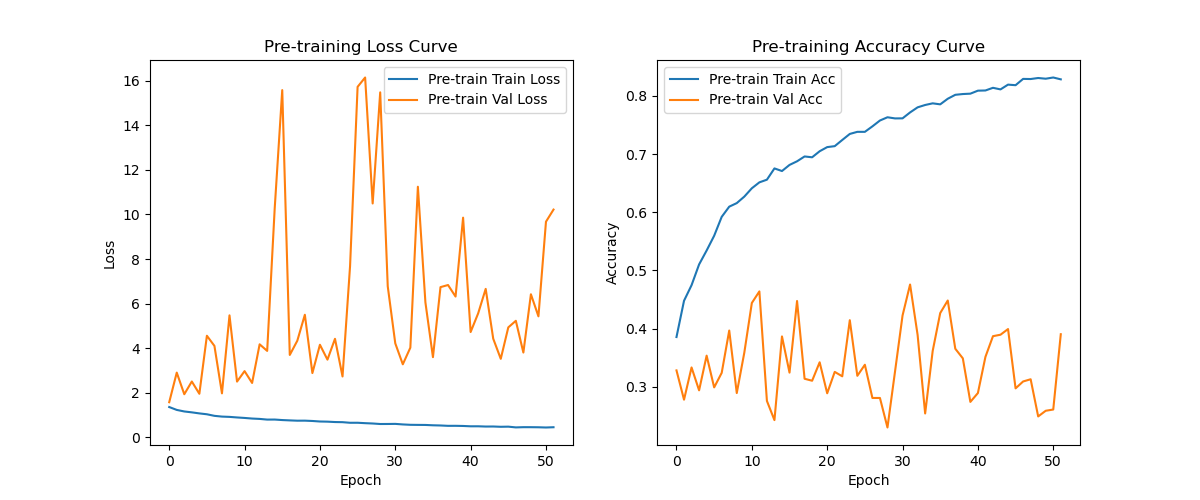 Pre-training Loss Curve
Pre-train Train Loss
Pre-train Val Loss
16
14
12
10
8
6
4
2
0
Loss
0 10 20 30 40 50
Epoch
Pre-training Accuracy Curve
Pre-train Train Acc
Pre-train Val Acc
0.8
0.7
0.6
0.5
0.4
0.3
Accuracy
0 10 20 30 40 50
Epoch